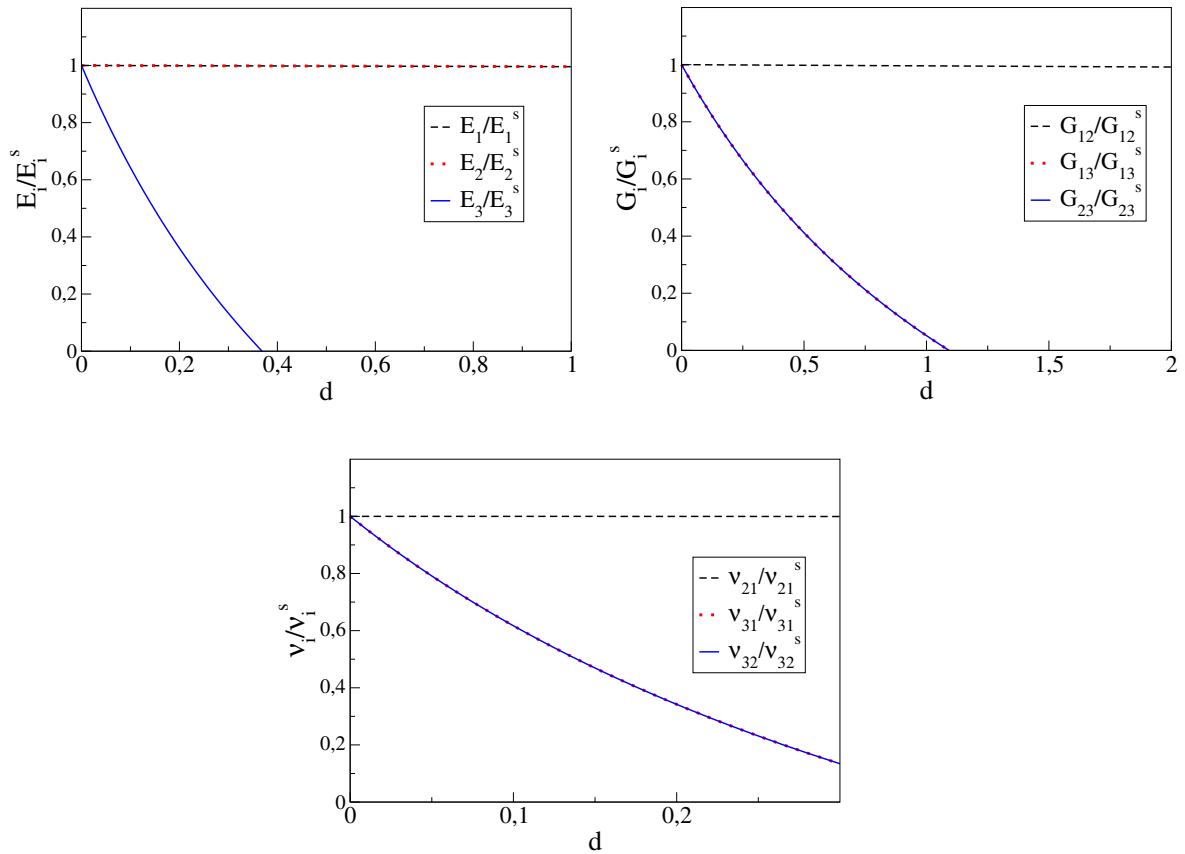 E_i/E_i^s
1
0,8
0,6
0,4
0,2
0
E_1/E_1^s
E_2/E_2^s
E_3/E_3^s
0 0,2 0,4 0,6 0,8 1
d
G_i/G_i^s
1
0,8
0,6
0,4
0,2
0
G_12/G_12^s
G_13/G_13^s
G_23/G_23^s
0 0,5 1 1,5 2
d
ν_i/ν_i^s
1
0,8
0,6
0,4
0,2
0
ν_21/ν_21^s
ν_31/ν_31^s
ν_32/ν_32^s
0 0,1 0,2
d